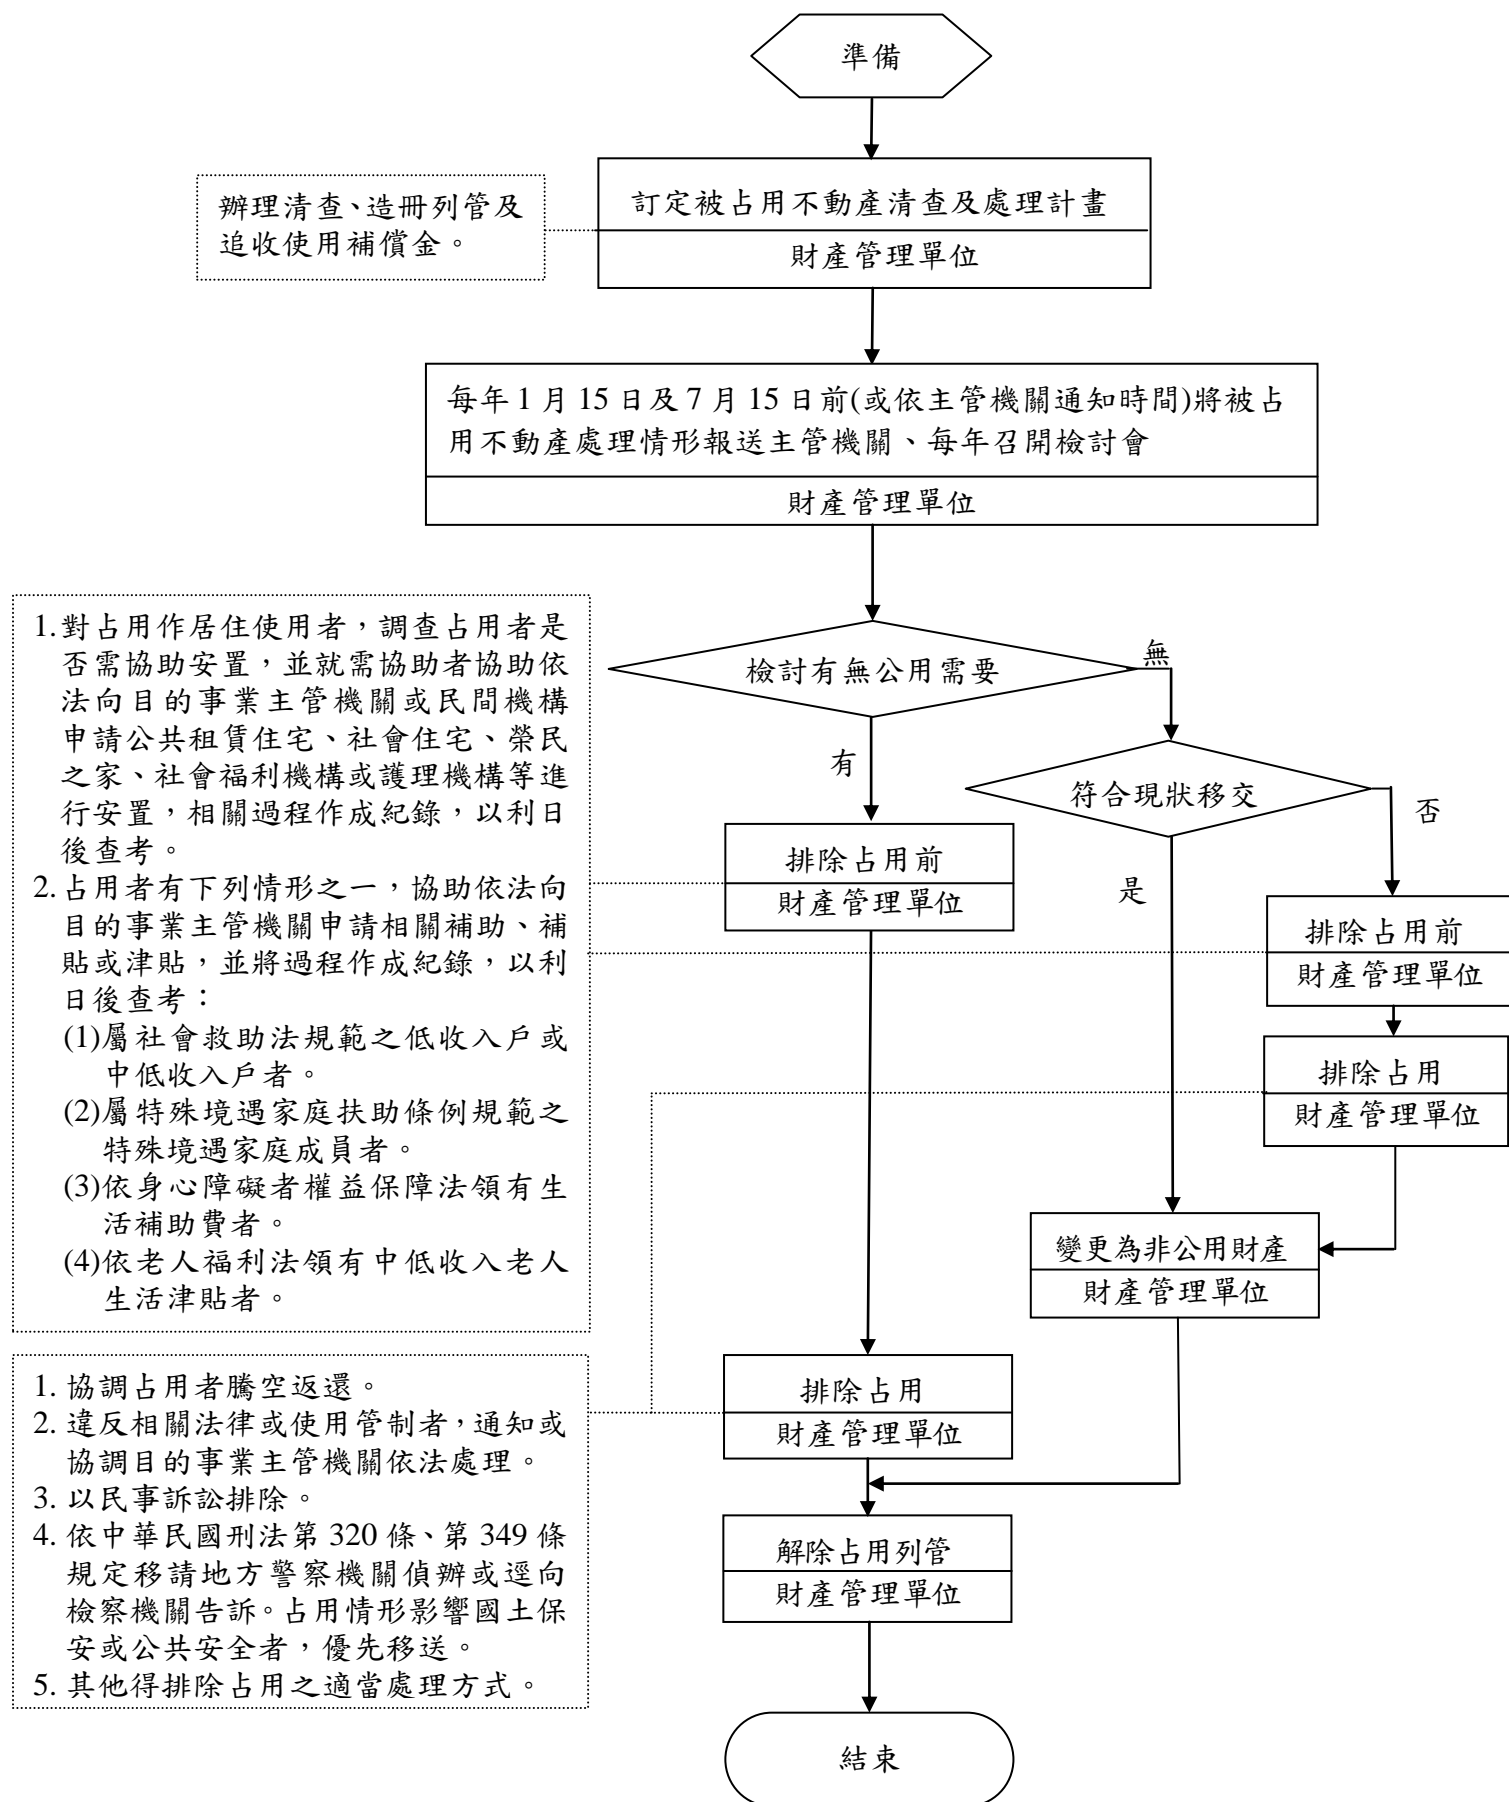 準備
辦理清查、造冊列管及
追收使用補償金。
訂定被占用不動產清查及處理計畫
財產管理單位
每年 1 月 15 日及 7 月 15 日前(或依主管機關通知時間)將被占
用不動產處理情形報送主管機關、每年召開檢討會
財產管理單位
1.對占用作居住使用者，調查占用者是
否需協助安置，並就需協助者協助依
法向目的事業主管機關或民間機構
申請公共租賃住宅、社會住宅、榮民
之家、社會福利機構或護理機構等進
行安置，相關過程作成紀錄，以利日
後查考。
2.占用者有下列情形之一，協助依法向
目的事業主管機關申請相關補助、補
貼或津貼，並將過程作成紀錄，以利
日後查考：
(1)屬社會救助法規範之低收入戶或
中低收入戶者。
(2)屬特殊境遇家庭扶助條例規範之
特殊境遇家庭成員者。
(3)依身心障礙者權益保障法領有生
活補助費者。
(4)依老人福利法領有中低收入老人
生活津貼者。
檢討有無公用需要
無
有
符合現狀移交
否
是
排除占用前
財產管理單位
排除占用前
財產管理單位
排除占用
財產管理單位
變更為非公用財產
財產管理單位
1. 協調占用者騰空返還。
2. 違反相關法律或使用管制者，通知或
協調目的事業主管機關依法處理。
3. 以民事訴訟排除。
4. 依中華民國刑法第 320 條、第 349 條
規定移請地方警察機關偵辦或逕向
檢察機關告訴。占用情形影響國土保
安或公共安全者，優先移送。
5. 其他得排除占用之適當處理方式。
排除占用
財產管理單位
解除占用列管
財產管理單位
結束